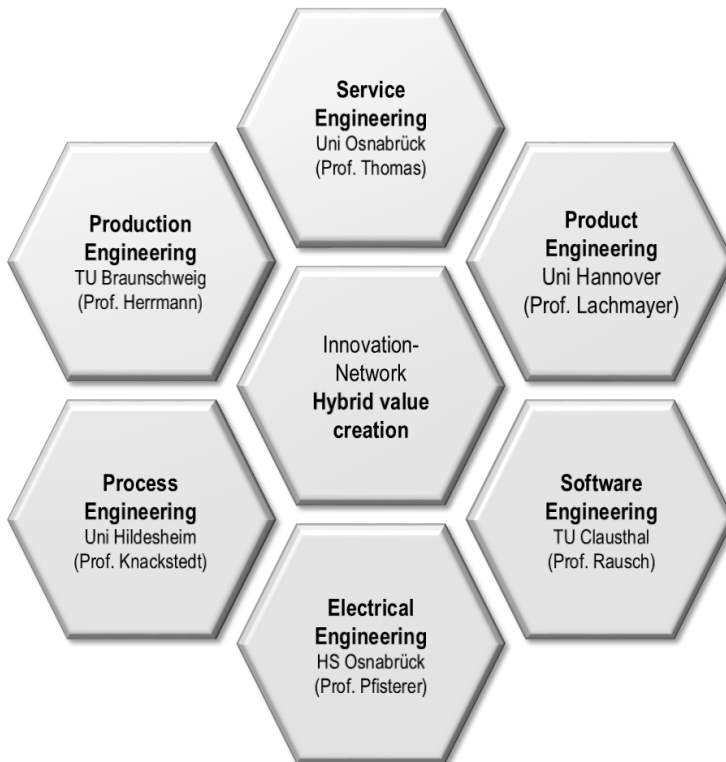 Service
Engineering
Uni Osnabrück
(Prof. Thomas)
Production
Engineering
TU Braunschweig
(Prof. Herrmann)
Product
Engineering
Uni Hannover
(Prof. Lachmayer)
Innovation-
Network
Hybrid value
creation
Process
Engineering
Uni Hildesheim
(Prof. Knackstedt)
Software
Engineering
TU Clausthal
(Prof. Rausch)
Electrical
Engineering
HS Osnabrück
(Prof. Pfisterer)